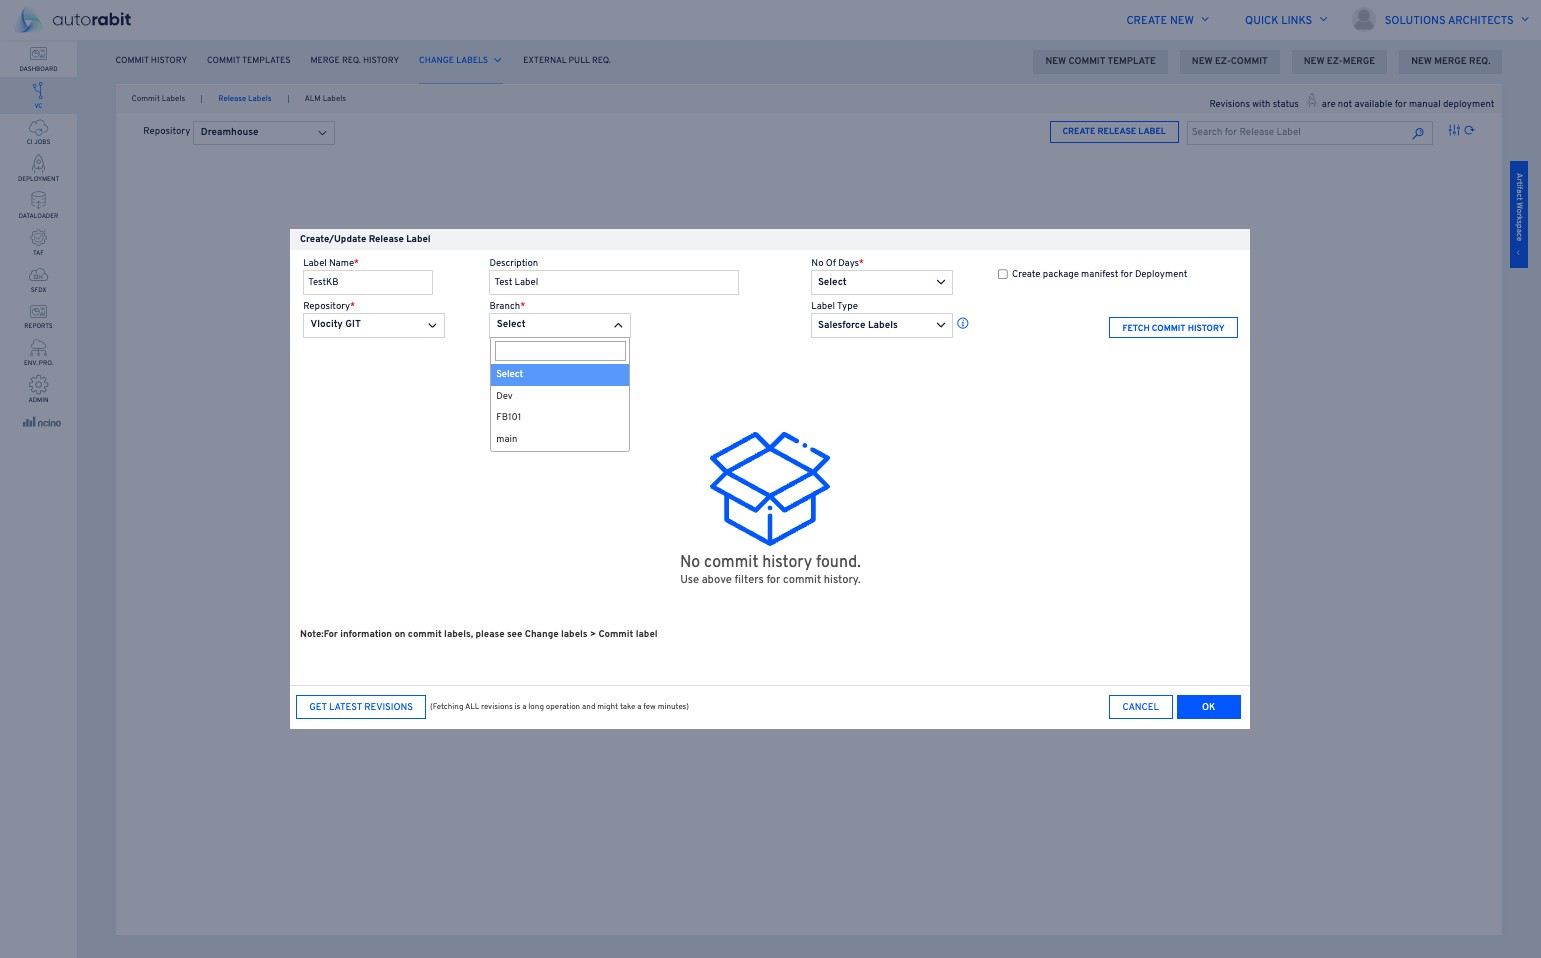 autorabit
CREATE NEW
QUICK LINKS
SOLUTIONS ARCHITECTS
DASHBOARD
VC
CI JOBS
DEPLOYMENT
DATALOADER
TAF
SFDX
REPORTS
ENV. PRO.
ADMIN
ncino
COMMIT HISTORY
COMMIT TEMPLATES
MERGE REQ. HISTORY
CHANGE LABELS
EXTERNAL PULL REQ.
NEW COMMIT TEMPLATE
NEW EZ-COMMIT
NEW EZ-MERGE
NEW MERGE REQ.
Commit Labels | Release Labels | ALM Labels
Revisions with status are not available for manual deployment
Repository
Dreamhouse
CREATE RELEASE LABEL
Search for Release Label
Artifact Workspace
Create/Update Release Label
Label Name*
Description
No Of Days*
TestKB
Test Label
Select
Create package manifest for Deployment
Repository*
Branch*
Label Type
Vlocity GIT
Select
Salesforce Labels
FETCH COMMIT HISTORY
Select
Dev
FB101
main
No commit history found.
Use above filters for commit history.
Note:For information on commit labels, please see Change labels > Commit label
GET LATEST REVISIONS
(Fetching ALL revisions is a long operation and might take a few minutes)
CANCEL
OK